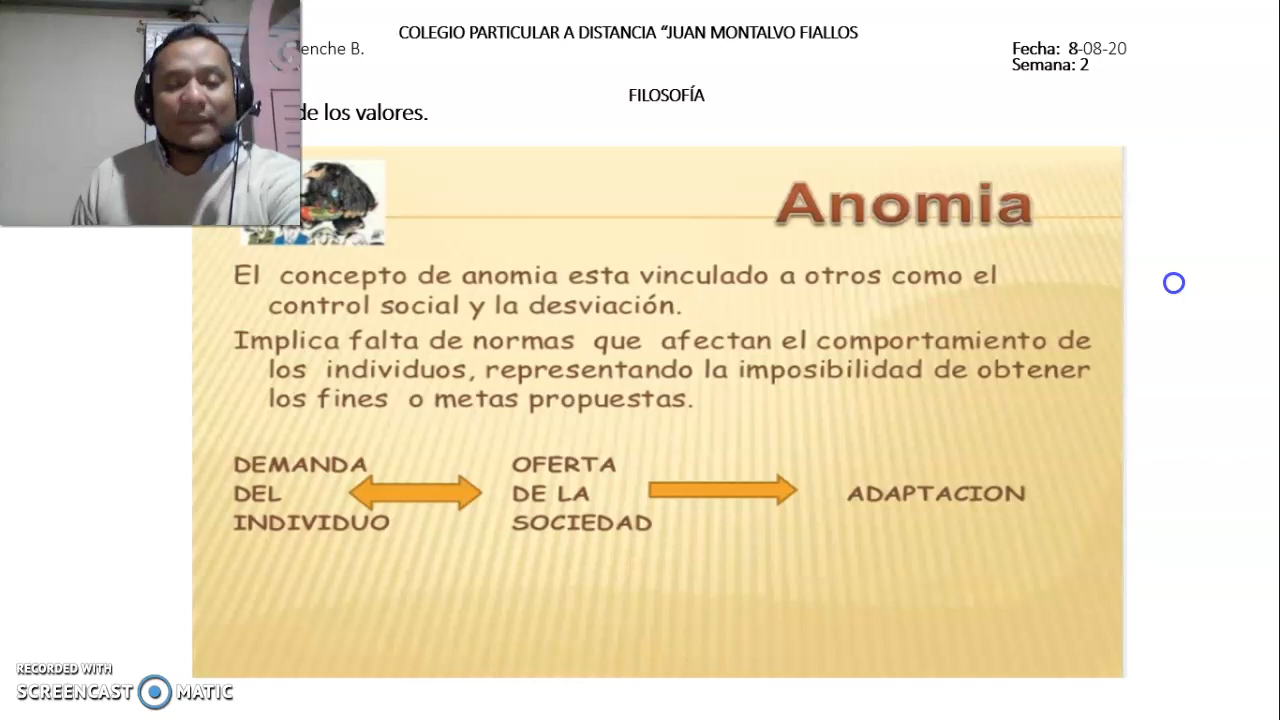 COLEGIO PARTICULAR A DISTANCIA “JUAN MONTALVO FIALLOS
enche B.
Fecha: 8-08-20
Semana: 2
FILOSOFÍA
de los valores.
Anomia
El concepto de anomia esta vinculado a otros como el
control social y la desviación.
Implica falta de normas que afectan el comportamiento de
los individuos, representando la imposibilidad de obtener
los fines o metas propuestas.
DEMANDA
DEL
INDIVIDUO
OFERTA
DE LA
SOCIEDAD
ADAPTACION
RECORDED WITH
SCREENCAST MATIC